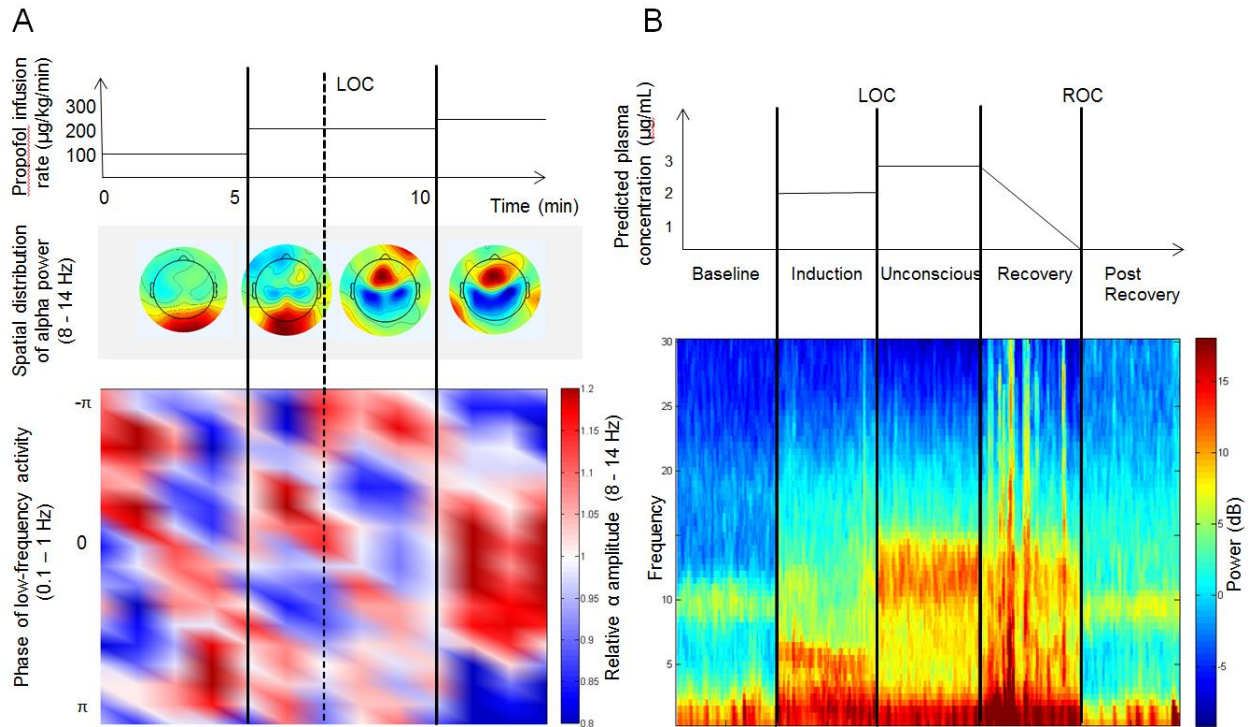 A
Propofol infusion
rate (µg/kg/min)
300
200
100
LOC
0
5
10
Time (min)
Spatial distribution
of alpha power
(8 - 14 Hz)
Phase of low-frequency activity
(0.1 – 1 Hz)
-π
0
π
1.2
1.15
1.1
1.05
1
0.95
0.9
0.85
0.8
Relative α amplitude (8 - 14 Hz)
B
LOC
ROC
Predicted plasma
concentration (µg/mL)
3
2
1
Baseline
Induction
Unconscious
Recovery
Post
Recovery
Frequency
30
25
20
15
10
5
15
10
5
0
-5
Power (dB)